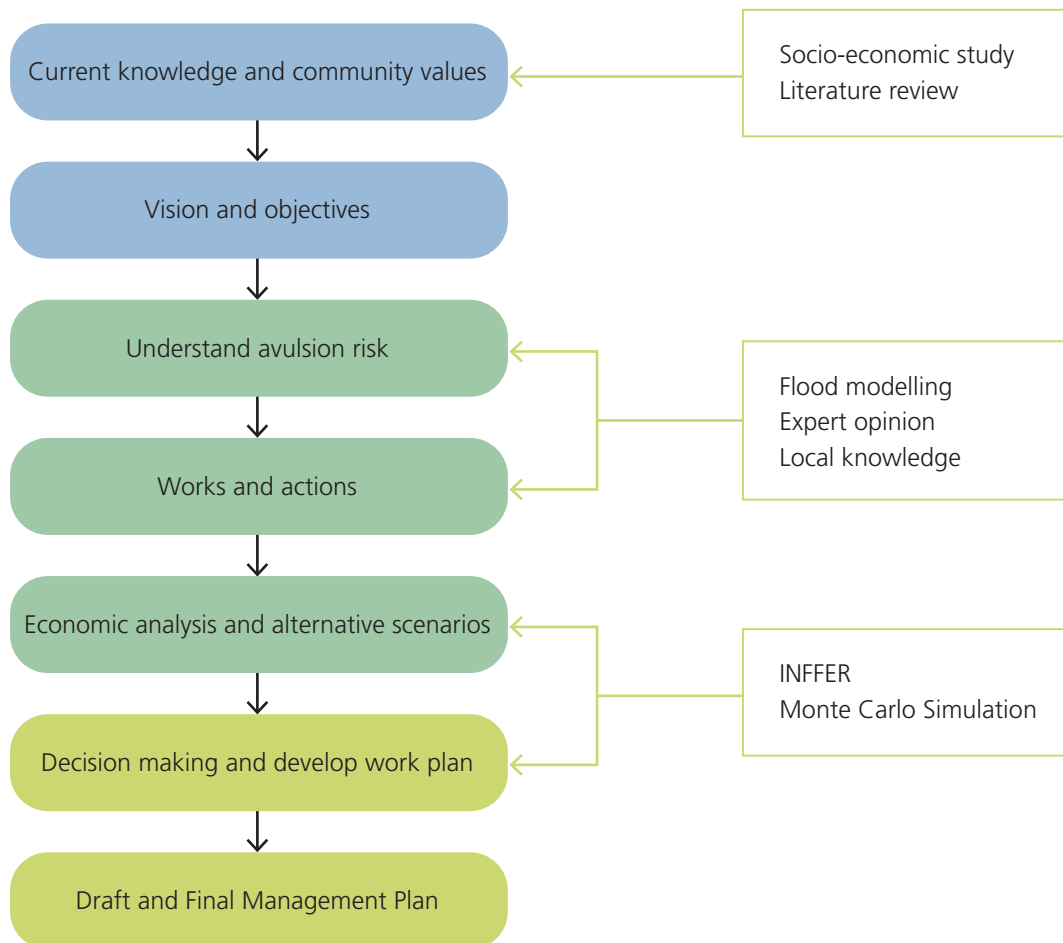 Current knowledge and community values
Socio-economic study
Literature review
Vision and objectives
Understand avulsion risk
Flood modelling
Expert opinion
Local knowledge
Works and actions
Economic analysis and alternative scenarios
INFFER
Monte Carlo Simulation
Decision making and develop work plan
Draft and Final Management Plan